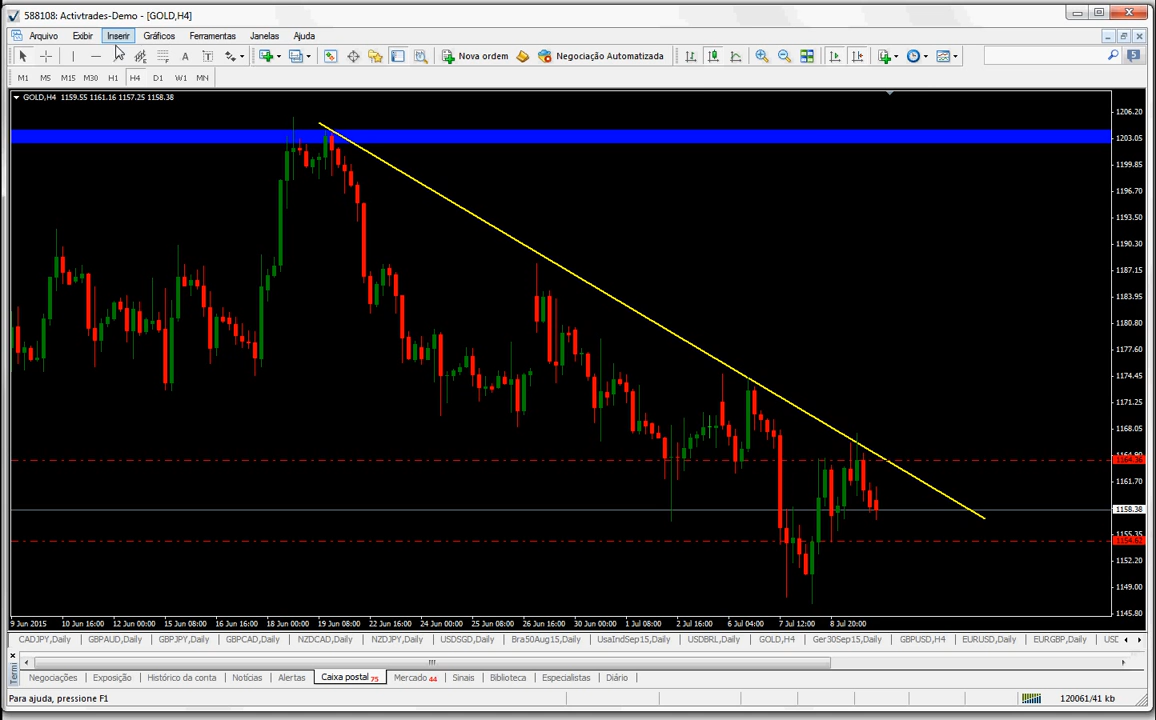 588108: Activtrades-Demo - [GOLD,H4]
Arquivo Exibir Inserir Gráficos Ferramentas Janelas Ajuda
A T Nova ordem Negociação Automatizada 5
M1 M5 M15 M30 H1 H4 D1 W1 MN
GOLD,H4 1159.55 1161.16 1157.25 1158.38
1206.20
1203.05
1199.85
1196.70
1193.50
1190.30
1187.15
1183.95
1180.80
1177.60
1174.45
1171.25
1168.05
1164.90
1161.70
1158.38
1155.35
1154.62
1152.20
1149.00
1145.80
9 Jun 2015 10 Jun 16:00 12 Jun 00:00 15 Jun 08:00 16 Jun 16:00 18 Jun 00:00 19 Jun 08:00 22 Jun 16:00 24 Jun 00:00 25 Jun 08:00 26 Jun 16:00 30 Jun 00:00 1 Jul 08:00 2 Jul 16:00 6 Jul 04:00 7 Jul 12:00 8 Jul 20:00
CADJPY,Daily GBPAUD,Daily GBPJPY,Daily GBPCAD,Daily NZDCAD,Daily NZDJPY,Daily USDSGD,Daily Bra50Aug15,Daily UsaIndSep15,Daily USDBRL,Daily GOLD,H4 Ger30Sep15,Daily GBPUSD,H4 EURUSD,Daily EURGBP,Daily USD
Termi
Negociações Exposição Histórico da conta Notícias Alertas Caixa postal 75 Mercado 44 Sinais Biblioteca Especialistas Diário
Para ajuda, pressione F1 120061/41 kb